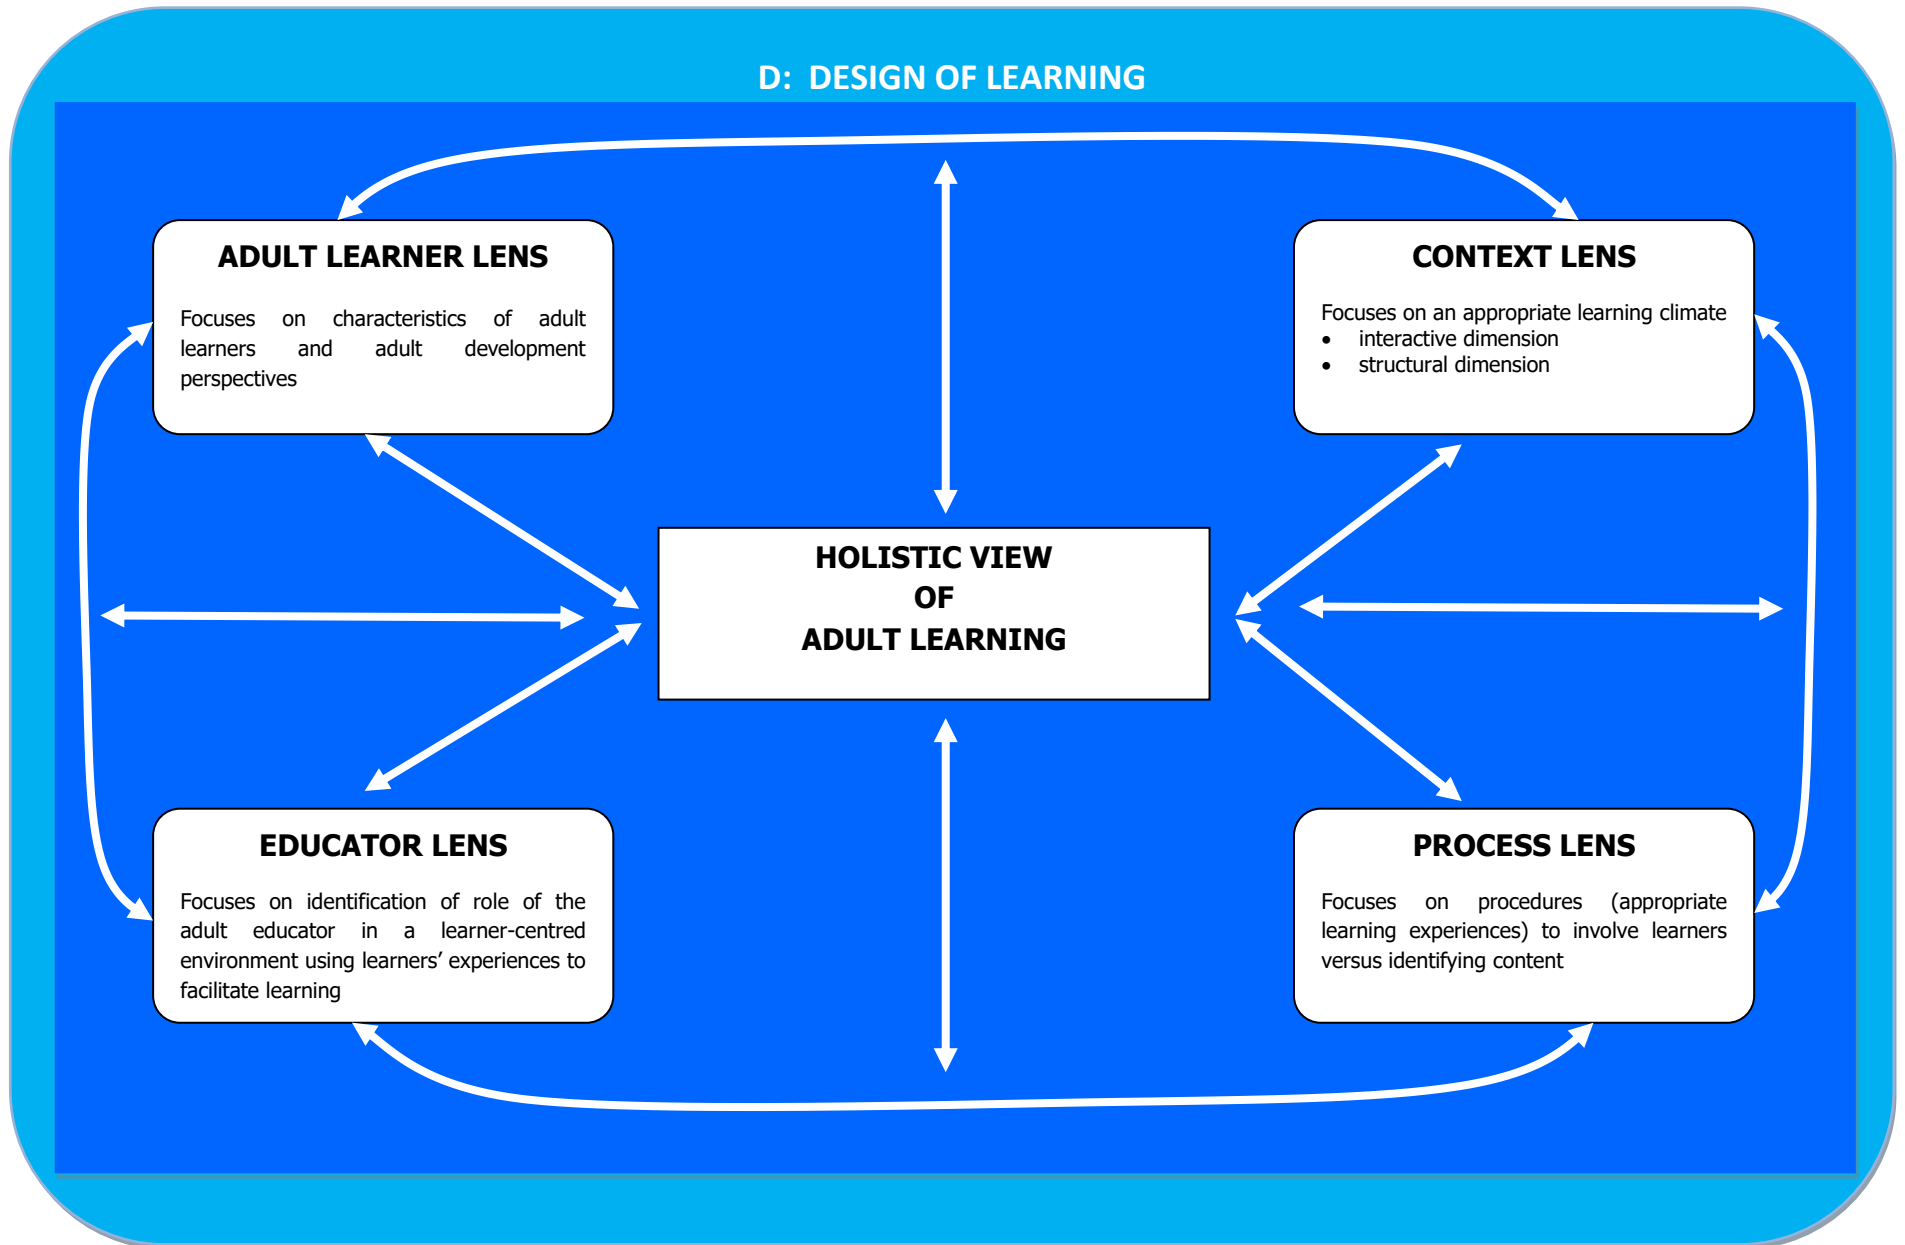 D: DESIGN OF LEARNING
ADULT LEARNER LENS
Focuses on characteristics of adult
learners and adult development
perspectives
CONTEXT LENS
Focuses on an appropriate learning climate
• interactive dimension
• structural dimension
HOLISTIC VIEW
OF
ADULT LEARNING
EDUCATOR LENS
Focuses on identification of role of the
adult educator in a learner-centred
environment using learners’ experiences to
facilitate learning
PROCESS LENS
Focuses on procedures (appropriate
learning experiences) to involve learners
versus identifying content